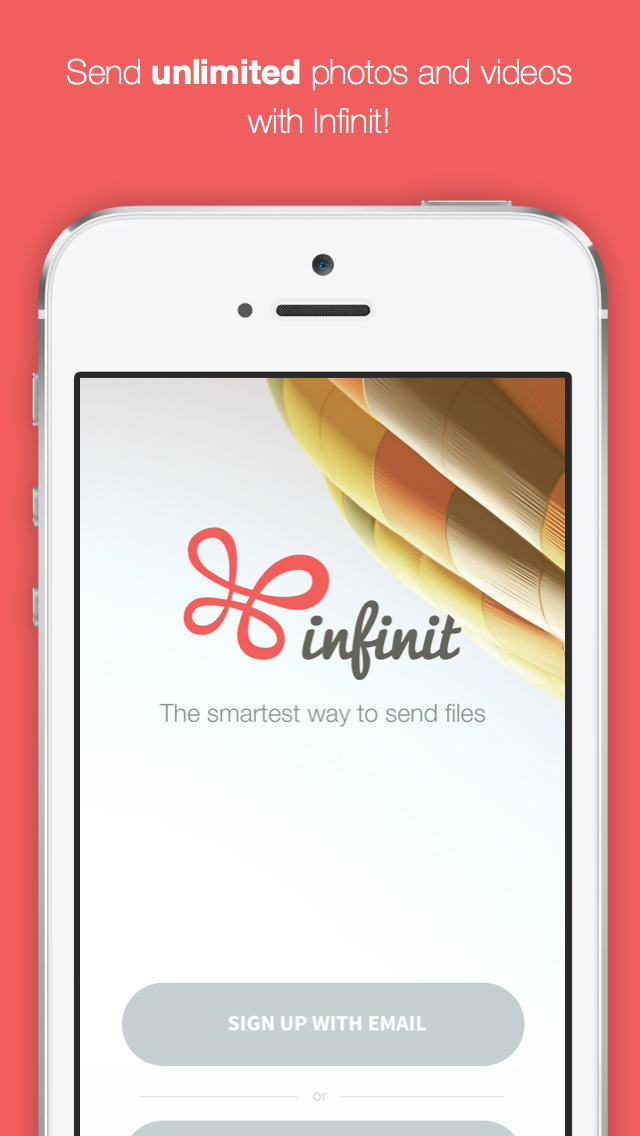 Send unlimited photos and videos
with Infinit!
infinit
The smartest way to send files
SIGN UP WITH EMAIL
or